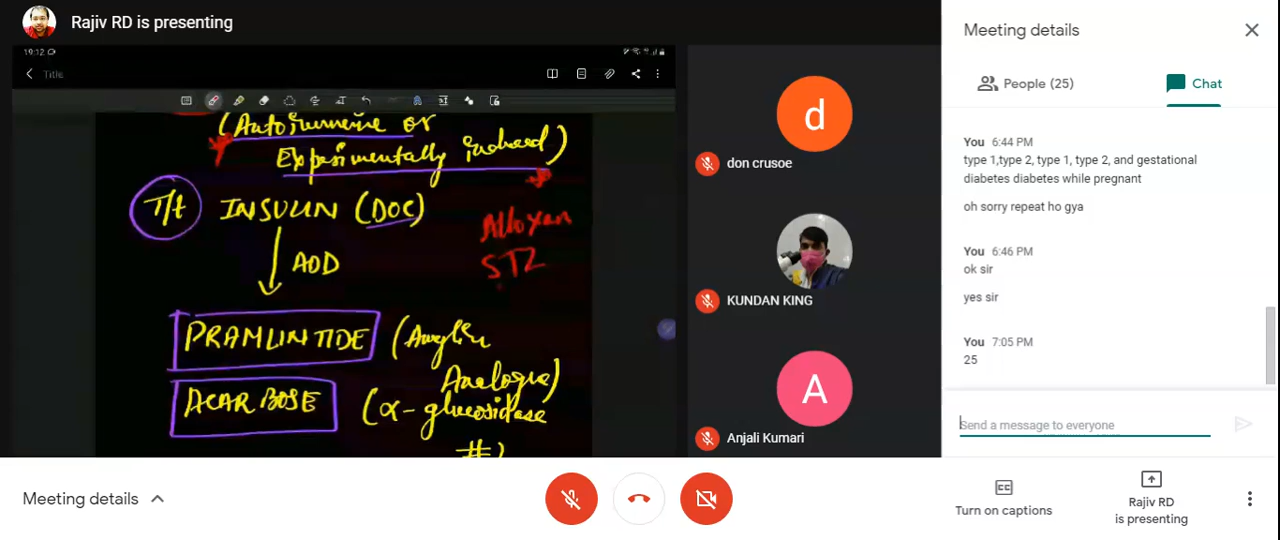 Rajiv RD is presenting
19:12
Title
(Autoimmune or
Experimentally induced)
T/t INSULIN (DOC)
Alloxan
STZ
AOD
PRAMLINTIDE (Amylin
Analogue)
ACARBOSE (α-glucosidase
#)
d
don crusoe
KUNDAN KING
A
Anjali Kumari
Meeting details
People (25)
Chat
You 6:44 PM
type 1,type 2, type 1, type 2, and gestational
diabetes diabetes while pregnant
oh sorry repeat ho gya
You 6:46 PM
ok sir
yes sir
You 7:05 PM
25
Send a message to everyone
Meeting details
CC
Turn on captions
Rajiv RD
is presenting